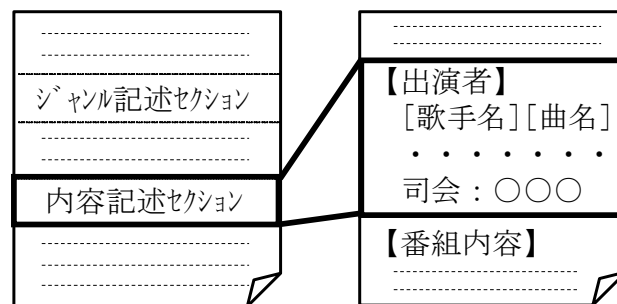 ジャンル記述セクション
内容記述セクション
【出演者】
[歌手名][曲名]
・・・・・・・
司会：○○○
【番組内容】